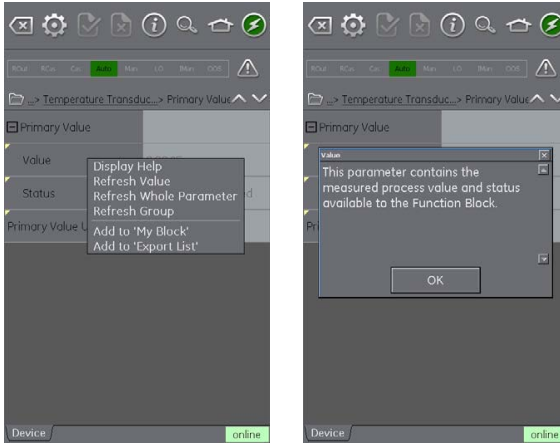 ROut RCas Cas Auto Man LO IMan OOS
...> Temperature Transduc...> Primary Value
Primary Value
Value
Status
Primary Value U
Display Help
Refresh Value
Refresh Whole Parameter
Refresh Group
Add to 'My Block'
Add to 'Export List'
Device
online
ROut RCas Cas Auto Man LO IMan OOS
...> Temperature Transduc...> Primary Value
Primary Value
Value
This parameter contains the
measured process value and status
available to the Function Block.
OK
Pri
Device
online